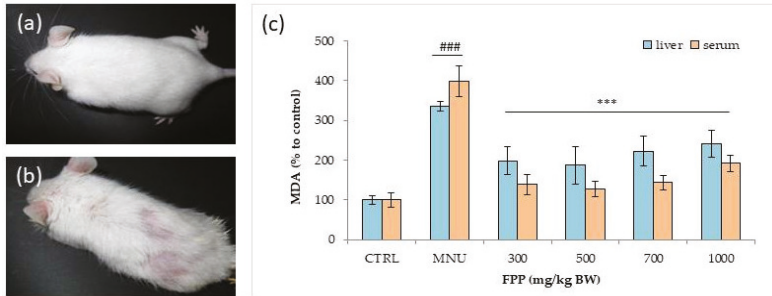 (a)
(b)
(c)
liver serum
###
***
MDA (% to control)
500
400
300
200
100
0
CTRL MNU 300 500 700 1000
FPP (mg/kg BW)